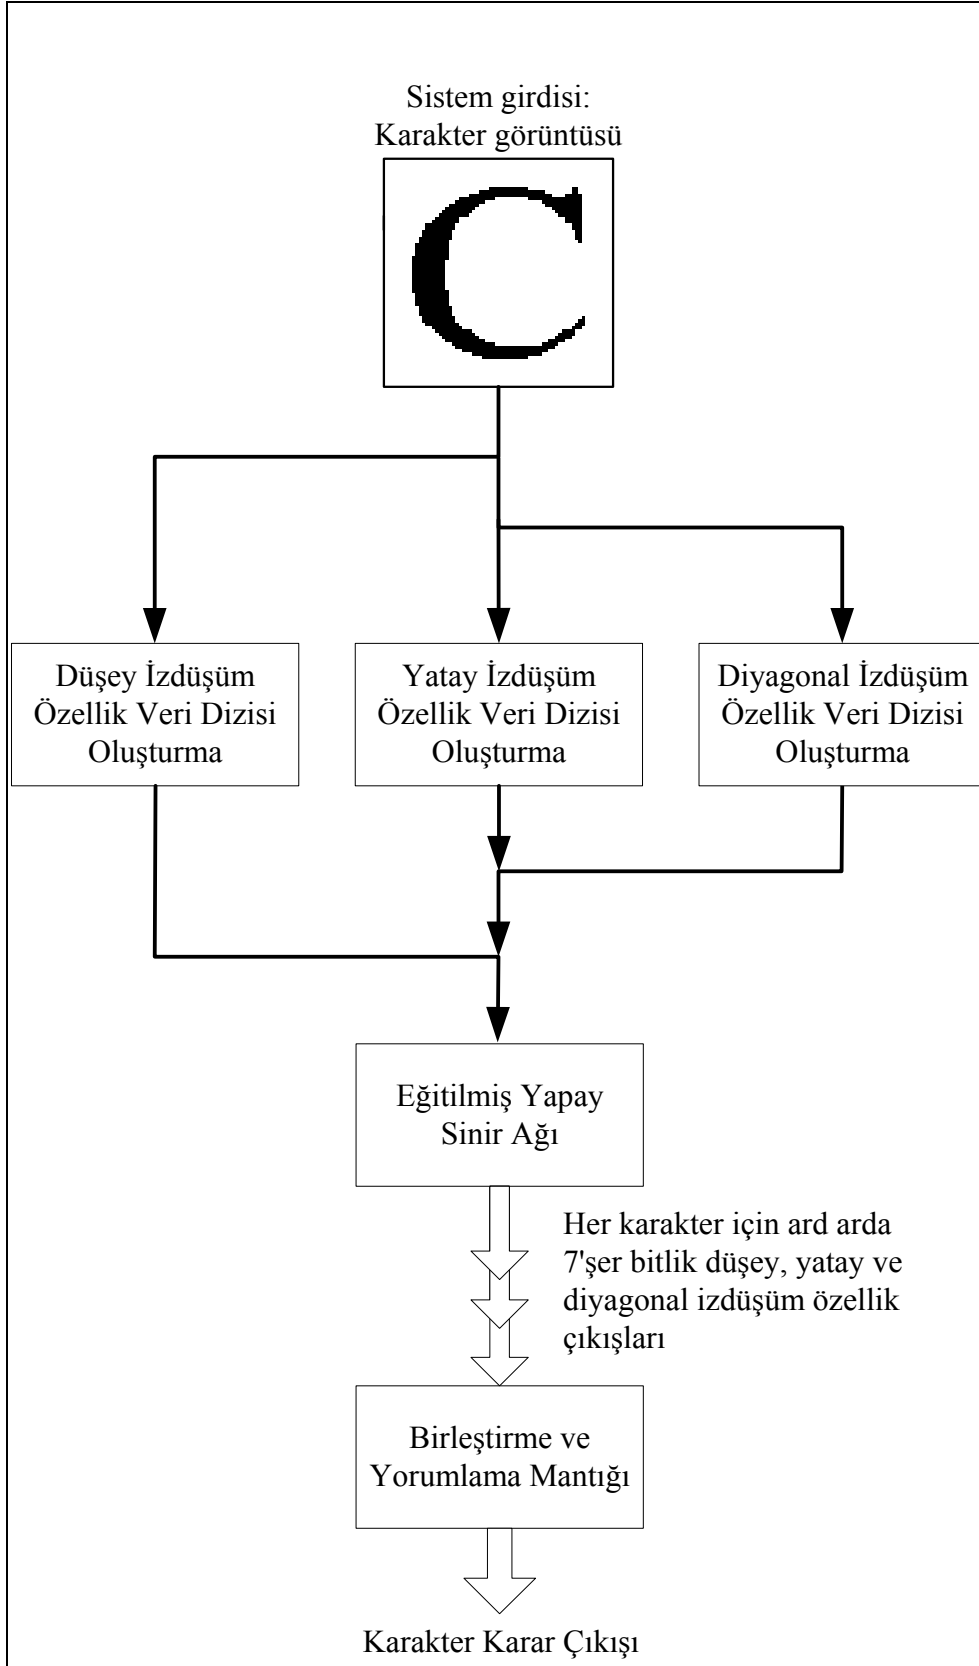 Sistem girdisi:
Karakter görüntüsü
C
Düşey İzdüşüm
Özellik Veri Dizisi
Oluşturma
Yatay İzdüşüm
Özellik Veri Dizisi
Oluşturma
Diyagonal İzdüşüm
Özellik Veri Dizisi
Oluşturma
Eğitilmiş Yapay
Sinir Ağı
Her karakter için ard arda
7'şer bitlik düşey, yatay ve
diyagonal izdüşüm özellik
çıkışları
Birleştirme ve
Yorumlama Mantığı
Karakter Karar Çıkışı